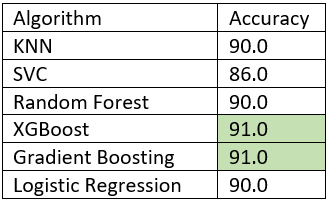 Algorithm Accuracy
KNN 90.0
SVC 86.0
Random Forest 90.0
XGBoost 91.0
Gradient Boosting 91.0
Logistic Regression 90.0